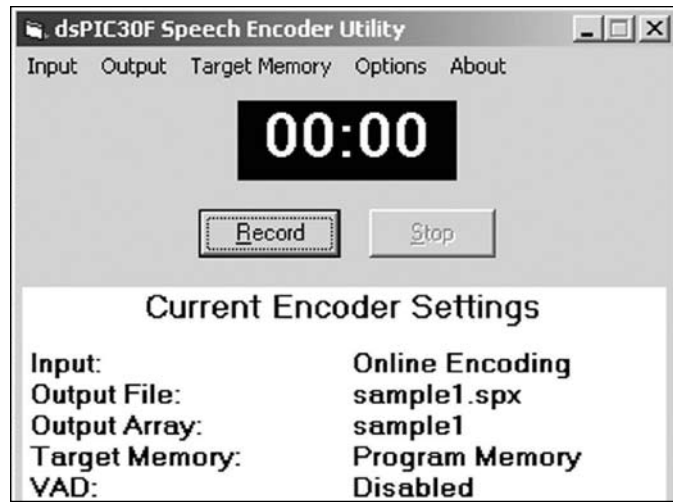 dsPIC30F Speech Encoder Utility
Input Output Target Memory Options About
00:00
Record Stop
Current Encoder Settings
Input: Online Encoding
Output File: sample1.spx
Output Array: sample1
Target Memory: Program Memory
VAD: Disabled